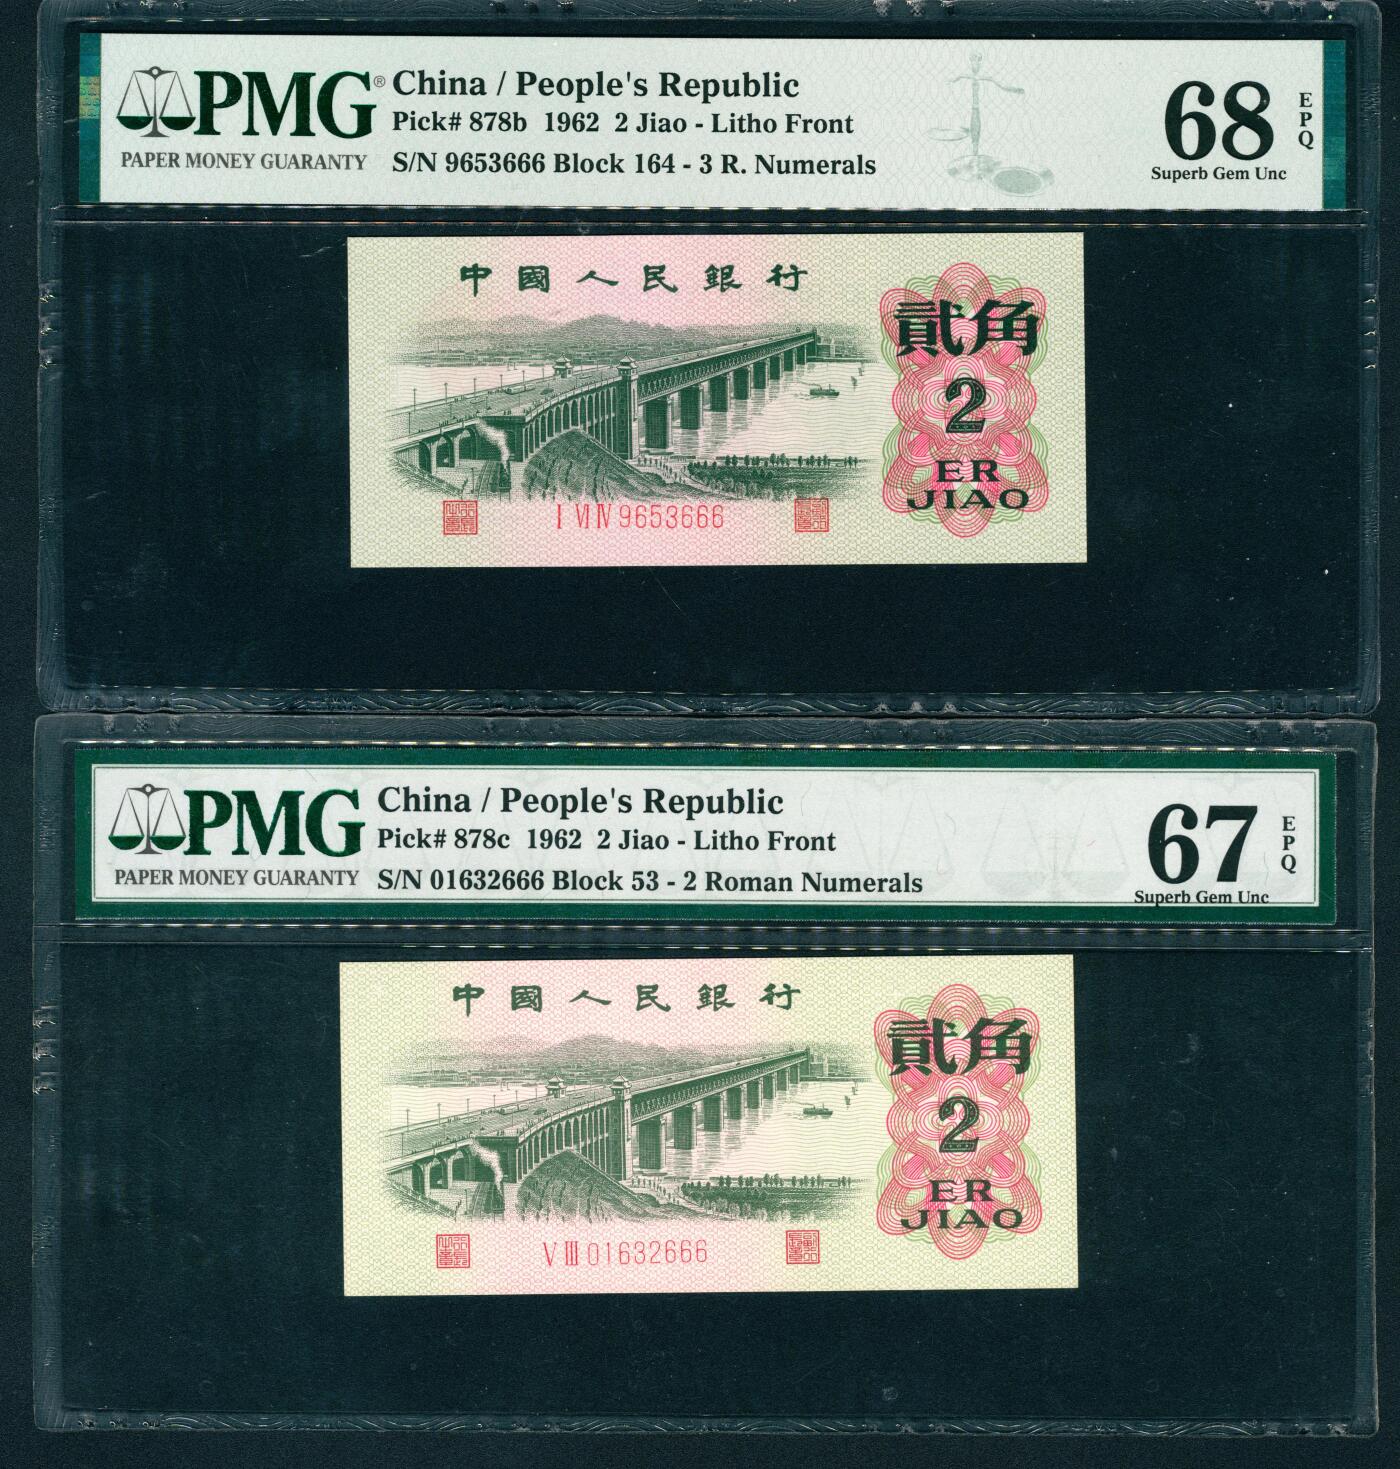 PMG®
PAPER MONEY GUARANTY
China / People's Republic
Pick# 878b 1962 2 Jiao - Litho Front
S/N 9653666 Block 164 - 3 R. Numerals
68
EPQ
Superb Gem Unc
中國人民銀行
貳角
2
ER
JIAO
I VI IV 9653666
PMG
PAPER MONEY GUARANTY
China / People's Republic
Pick# 878c 1962 2 Jiao - Litho Front
S/N 01632666 Block 53 - 2 Roman Numerals
67
EPQ
Superb Gem Unc
中國人民銀行
貳角
2
ER
JIAO
V III 01632666